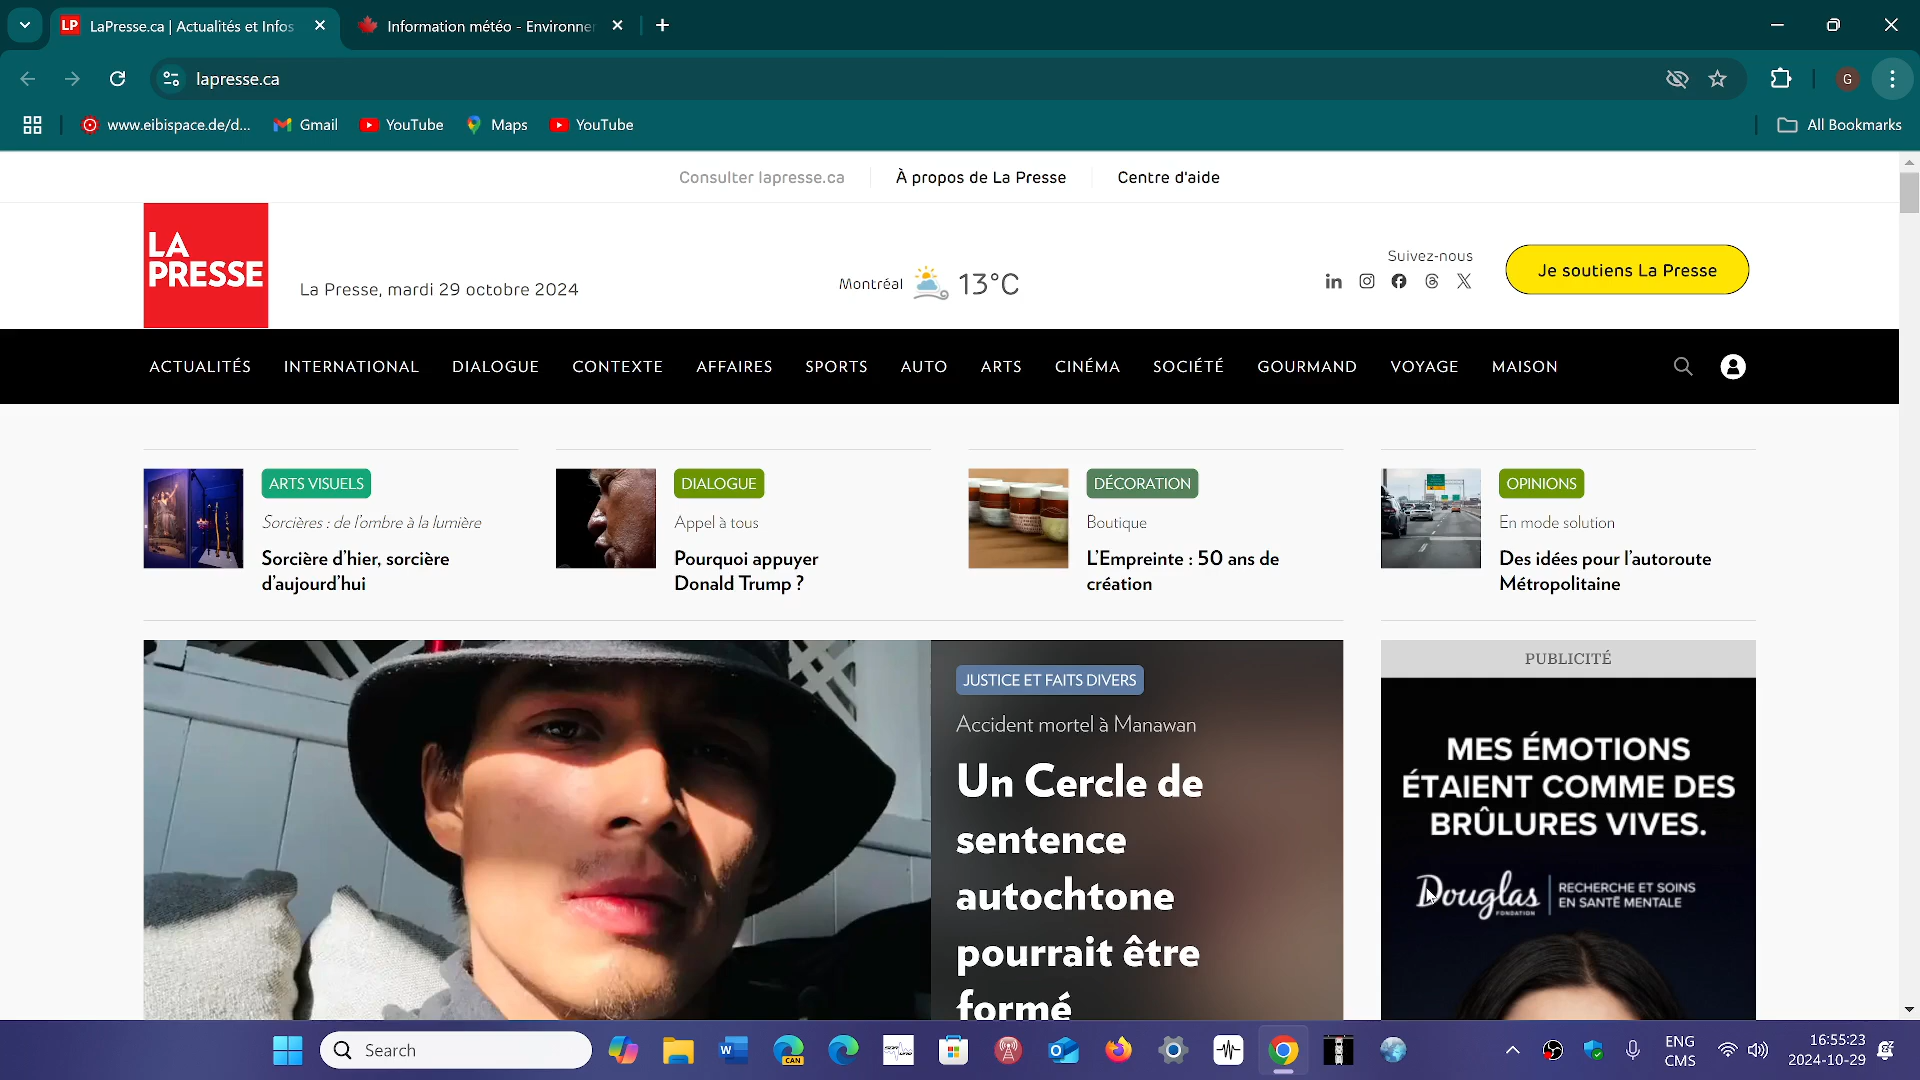 LP LaPresse.ca | Actualités et Infos
Information météo - Environne
lapresse.ca
G
www.eibispace.de/d...
Gmail
YouTube
Maps
YouTube
All Bookmarks
Consulter lapresse.ca
À propos de La Presse
Centre d'aide
LA
PRESSE
La Presse, mardi 29 octobre 2024
Montréal 13°C
Suivez-nous
Je soutiens La Presse
ACTUALITÉS INTERNATIONAL DIALOGUE CONTEXTE AFFAIRES SPORTS AUTO ARTS CINÉMA SOCIÉTÉ GOURMAND VOYAGE MAISON
ARTS VISUELS
Sorcières : de l'ombre à la lumière
Sorcière d'hier, sorcière
d'aujourd'hui
DIALOGUE
Appel à tous
Pourquoi appuyer
Donald Trump ?
DÉCORATION
Boutique
L'Empreinte : 50 ans de
création
OPINIONS
En mode solution
Des idées pour l'autoroute
Métropolitaine
JUSTICE ET FAITS DIVERS
Accident mortel à Manawan
Un Cercle de
sentence
autochtone
pourrait être
formé
PUBLICITÉ
MES ÉMOTIONS
ÉTAIENT COMME DES
BRÛLURES VIVES.
Douglas
FONDATION
RECHERCHE ET SOINS
EN SANTÉ MENTALE
Search
CAN
ENG
CMS
16:55:23
2024-10-29